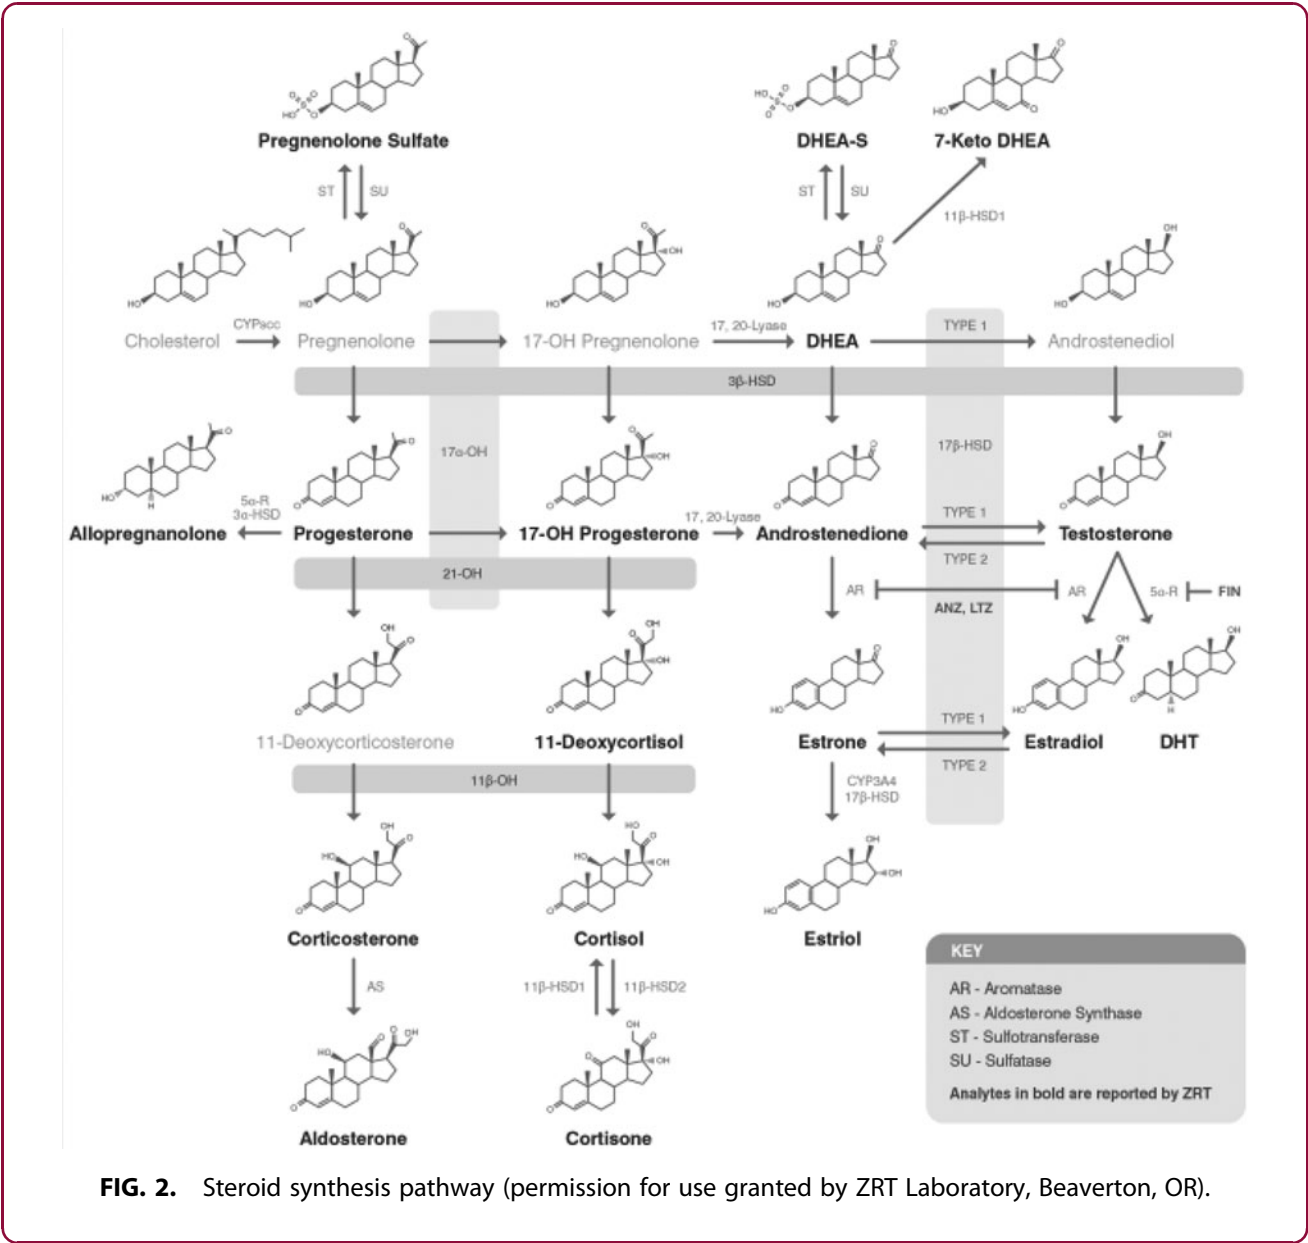 Pregnenolone Sulfate
DHEA-S
7-Keto DHEA
ST
SU
ST
SU
11β-HSD1
CYPscc
17, 20-Lyase
TYPE 1
Cholesterol
Pregnenolone
17-OH Pregnenolone
DHEA
Androstenediol
3β-HSD
17α-OH
17β-HSD
5α-R
3α-HSD
17, 20-Lyase
TYPE 1
Allopregnanolone
Progesterone
17-OH Progesterone
Androstenedione
Testosterone
TYPE 2
21-OH
AR
AR
5α-R
FIN
ANZ, LTZ
TYPE 1
11-Deoxycorticosterone
11-Deoxycortisol
Estrone
Estradiol
DHT
TYPE 2
11β-OH
CYP3A4
17β-HSD
Corticosterone
Cortisol
Estriol
AS
11β-HSD1
11β-HSD2
Aldosterone
Cortisone
KEY
AR - Aromatase
AS - Aldosterone Synthase
ST - Sulfotransferase
SU - Sulfatase
Analytes in bold are reported by ZRT
FIG. 2. Steroid synthesis pathway (permission for use granted by ZRT Laboratory, Beaverton, OR).